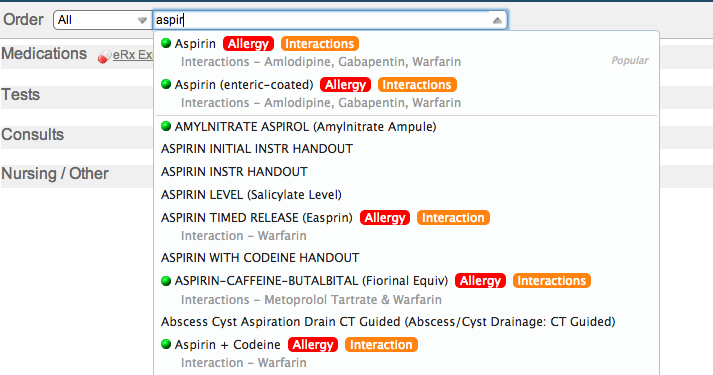 Order All aspir
Medications eRx Ex
Tests
Consults
Nursing / Other
Aspirin Allergy Interactions
Interactions – Amlodipine, Gabapentin, Warfarin Popular
Aspirin (enteric-coated) Allergy Interactions
Interactions – Amlodipine, Gabapentin, Warfarin
AMYLNITRATE ASPIROL (Amylnitrate Ampule)
ASPIRIN INITIAL INSTR HANDOUT
ASPIRIN INSTR HANDOUT
ASPIRIN LEVEL (Salicylate Level)
ASPIRIN TIMED RELEASE (Easprin) Allergy Interaction
Interaction – Warfarin
ASPIRIN WITH CODEINE HANDOUT
ASPIRIN-CAFFEINE-BUTALBITAL (Fiorinal Equiv) Allergy Interactions
Interactions – Metoprolol Tartrate & Warfarin
Abscess Cyst Aspiration Drain CT Guided (Abscess/Cyst Drainage: CT Guided)
Aspirin + Codeine Allergy Interaction
Interaction – Warfarin